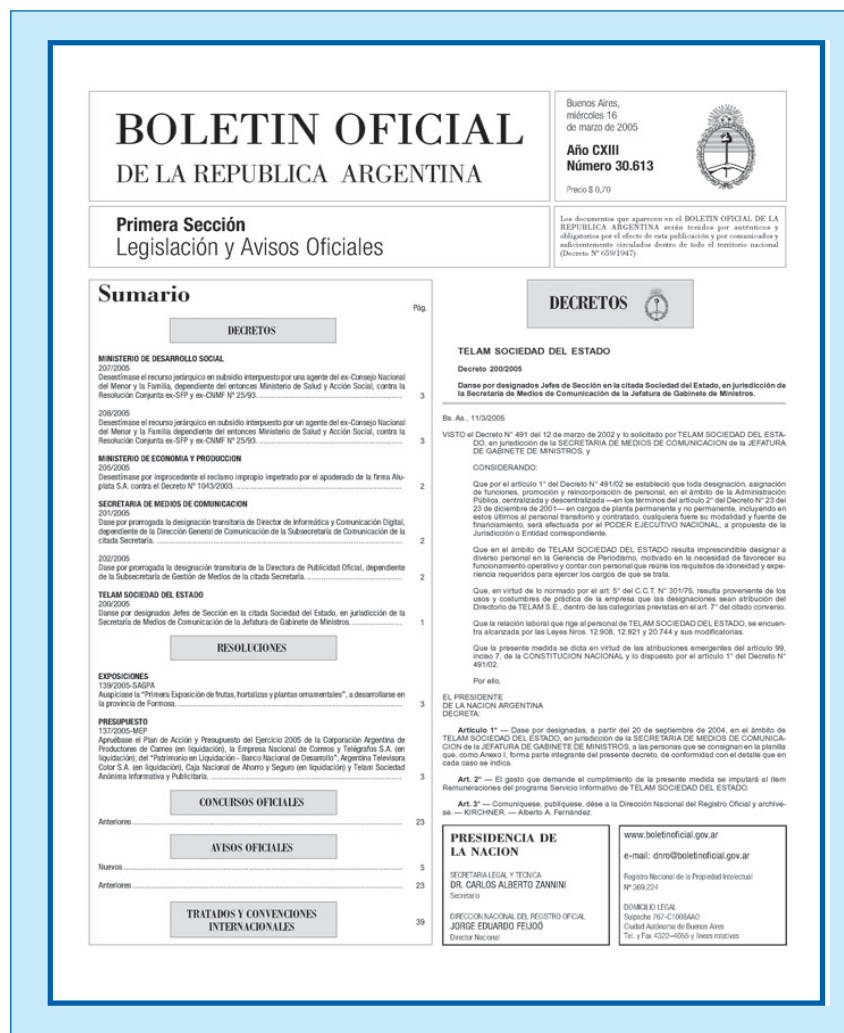 BOLETIN OFICIAL
DE LA REPUBLICA ARGENTINA
Buenos Aires,
miércoles 16
de marzo de 2005
Año CXIII
Número 30.613
Precio $ 0,70
Primera Sección
Legislación y Avisos Oficiales
Los documentos que aparecen en el BOLETIN OFICIAL DE LA
REPUBLICA ARGENTINA serán tenidos por auténticos y
obligatorios por el efecto de esta publicación y por comunicados y
suficientemente circulados dentro de todo el territorio nacional
(Decreto Nº 659/1947)
Sumario
Pág.
DECRETOS
MINISTERIO DE DESARROLLO SOCIAL
207/2005
Desestímase el recurso jerárquico en subsidio interpuesto por una agente del ex-Consejo Nacional
del Menor y la Familia, dependiente del entonces Ministerio de Salud y Acción Social, contra la
Resolución Conjunta ex-SFP y ex-CNMF Nº 25/93. 3
208/2005
Desestímase el recurso jerárquico en subsidio interpuesto por un agente del ex-Consejo Nacional
del Menor y la Familia dependiente del entonces Ministerio de Salud y Acción Social, contra la
Resolución Conjunta ex-SFP y ex-CNMF Nº 25/93. 3
MINISTERIO DE ECONOMIA Y PRODUCCION
205/2005
Desestímase por improcedente el reclamo impropio impetrado por el apoderado de la firma Alu-
plata S.A. contra el Decreto Nº 1043/2003. 2
SECRETARIA DE MEDIOS DE COMUNICACION
201/2005
Dase por prorrogada la designación transitoria de Director de Informática y Comunicación Digital,
dependiente de la Dirección General de Comunicación de la Subsecretaría de Comunicación de la
citada Secretaría. 2
202/2005
Dase por prorrogada la designación transitoria de la Directora de Publicidad Oficial, dependiente
de la Subsecretaría de Gestión de Medios de la citada Secretaría. 2
TELAM SOCIEDAD DEL ESTADO
200/2005
Danse por designados Jefes de Sección en la citada Sociedad del Estado, en jurisdicción de la
Secretaría de Medios de Comunicación de la Jefatura de Gabinete de Ministros. 1
RESOLUCIONES
EXPOSICIONES
139/2005-SAGPA
Auspíciase la "Primera Exposición de frutas, hortalizas y plantas ornamentales", a desarrollarse en
la provincia de Formosa. 3
PRESUPUESTO
137/2005-MEP
Apruébase el Plan de Acción y Presupuesto del Ejercicio 2005 de la Corporación Argentina de
Productores de Carnes (en liquidación), la Empresa Nacional de Correos y Telégrafos S.A. (en
liquidación); del "Patrimonio en Liquidación - Banco Nacional de Desarrollo"; Argentina Televisora
Color S.A. (en liquidación), Caja Nacional de Ahorro y Seguro (en liquidación) y Telam Sociedad
Anónima Informativa y Publicitaria. 3
CONCURSOS OFICIALES
Anteriores 23
AVISOS OFICIALES
Nuevos 5
Anteriores 23
TRATADOS Y CONVENCIONES
INTERNACIONALES 39
DECRETOS
TELAM SOCIEDAD DEL ESTADO
Decreto 200/2005
Danse por designados Jefes de Sección en la citada Sociedad del Estado, en jurisdicción de
la Secretaría de Medios de Comunicación de la Jefatura de Gabinete de Ministros.
Bs. As., 11/3/2005
VISTO el Decreto N° 491 del 12 de marzo de 2002 y lo solicitado por TELAM SOCIEDAD DEL ESTA-
DO, en jurisdicción de la SECRETARIA DE MEDIOS DE COMUNICACION de la JEFATURA
DE GABINETE DE MINISTROS, y
CONSIDERANDO:
Que por el artículo 1° del Decreto N° 491/02 se estableció que toda designación, asignación
de funciones, promoción y reincorporación de personal, en el ámbito de la Administración
Pública, centralizada y descentralizada —en los términos del artículo 2° del Decreto N° 23 del
23 de diciembre de 2001— en cargos de planta permanente y no permanente, incluyendo en
estos últimos al personal transitorio y contratado, cualquiera fuere su modalidad y fuente de
financiamiento, será efectuada por el PODER EJECUTIVO NACIONAL, a propuesta de la
Jurisdicción o Entidad correspondiente.
Que en el ámbito de TELAM SOCIEDAD DEL ESTADO resulta imprescindible designar a
diverso personal en la Gerencia de Periodismo, motivado en la necesidad de favorecer su
funcionamiento operativo y contar con personal que reúne los requisitos de idoneidad y expe-
riencia requeridos para ejercer los cargos de que se trata.
Que, en virtud de lo normado por el art. 5° del C.C.T. N° 301/75, resulta proveniente de los
usos y costumbres de práctica de la empresa que las designaciones sean atribución del
Directorio de TELAM S.E., dentro de las categorías previstas en el art. 7° del citado convenio.
Que la relación laboral que rige al personal de TELAM SOCIEDAD DEL ESTADO, se encuen-
tra alcanzada por las Leyes Nros. 12.908, 12.921 y 20.744 y sus modificatorias.
Que la presente medida se dicta en virtud de las atribuciones emergentes del artículo 99,
inciso 7, de la CONSTITUCION NACIONAL y lo dispuesto por el artículo 1° del Decreto N°
491/02.
Por ello,
EL PRESIDENTE
DE LA NACION ARGENTINA
DECRETA:
Artículo 1° — Dase por designadas, a partir del 20 de septiembre de 2004, en el ámbito de
TELAM SOCIEDAD DEL ESTADO, en jurisdicción de la SECRETARIA DE MEDIOS DE COMUNICA-
CION de la JEFATURA DE GABINETE DE MINISTROS, a las personas que se consignan en la planilla
que, como Anexo I, forma parte integrante del presente decreto, de conformidad con el detalle que en
cada caso se indica.
Art. 2° — El gasto que demande el cumplimiento de la presente medida se imputará al ítem
Remuneraciones del programa Servicio Informativo de TELAM SOCIEDAD DEL ESTADO.
Art. 3° — Comuníquese, publíquese, dése a la Dirección Nacional del Registro Oficial y archíve-
se. — KIRCHNER. — Alberto A. Fernández.
PRESIDENCIA DE
LA NACION
SECRETARIA LEGAL Y TECNICA
DR. CARLOS ALBERTO ZANNINI
Secretario
DIRECCION NACIONAL DEL REGISTRO OFICIAL
JORGE EDUARDO FEIJOÓ
Director Nacional
www.boletinoficial.gov.ar
e-mail: dnro@boletinoficial.gov.ar
Registro Nacional de la Propiedad Intelectual
Nº 369.224
DOMICILIO LEGAL
Suipacha 767-C1008AAO
Ciudad Autónoma de Buenos Aires
Tel. y Fax 4322-4055 y líneas rotativas